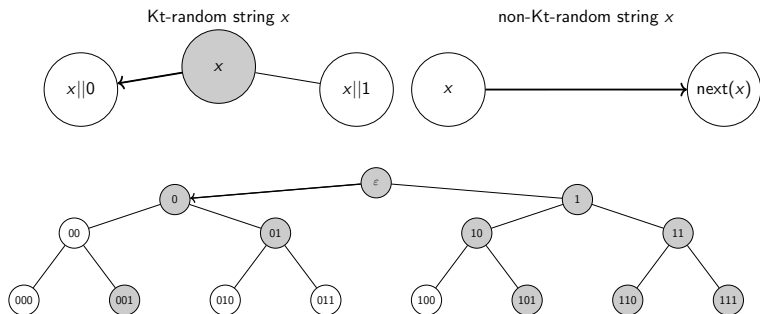 Kt-random string x non-Kt-random string x
x||0 x x||1 x next(x)
ε
0 1
00 01 10 11
000 001 010 011 100 101 110 111